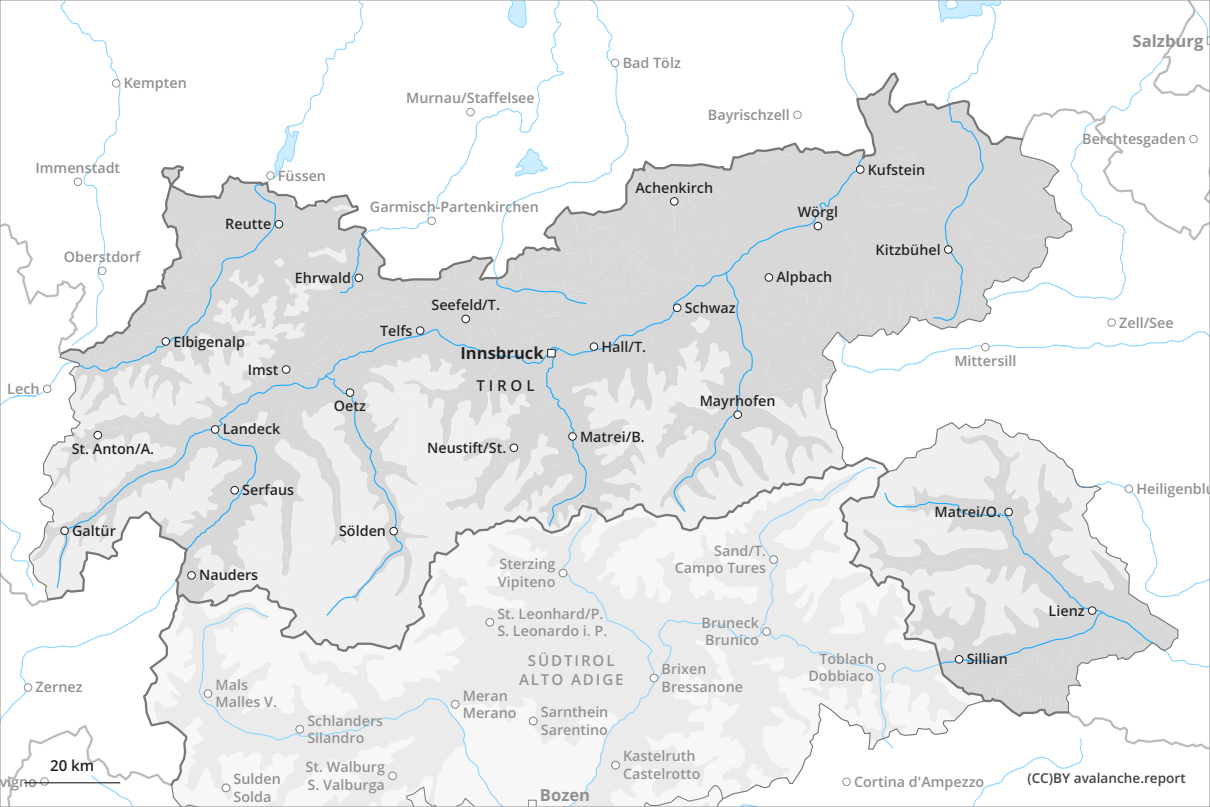 Salzburg
Bad Tölz
Kempten
Murnau/Staffelsee
Bayrischzell
Berchtesgaden
Immenstadt
Füssen
Kufstein
Achenkirch
Garmisch-Partenkirchen
Wörgl
Reutte
Kitzbühel
Oberstdorf
Ehrwald
Alpbach
Seefeld/T.
Schwaz
Zell/See
Telfs
Elbigenalp
Innsbruck
Hall/T.
Mittersill
Imst
TIROL
Lech
Oetz
Mayrhofen
Landeck
Matrei/B.
St. Anton/A.
Neustift/St.
Serfaus
Heiligenblu
Matrei/O.
Galtür
Sölden
Sand/T.
Campo Tures
Sterzing
Vipiteno
Nauders
St. Leonhard/P.
S. Leonardo i. P.
Lienz
Bruneck
Brunico
SÜDTIROL
ALTO ADIGE
Toblach
Dobbiaco
Sillian
Brixen
Bressanone
Zernez
Mals
Malles V.
Meran
Merano
Sarnthein
Sarentino
Schlanders
Silandro
Kastelruth
Castelrotto
20 km
St. Walburg
S. Valburga
vigno
Sulden
Solda
Cortina d'Ampezzo
(CC)BY avalanche.report
Bozen